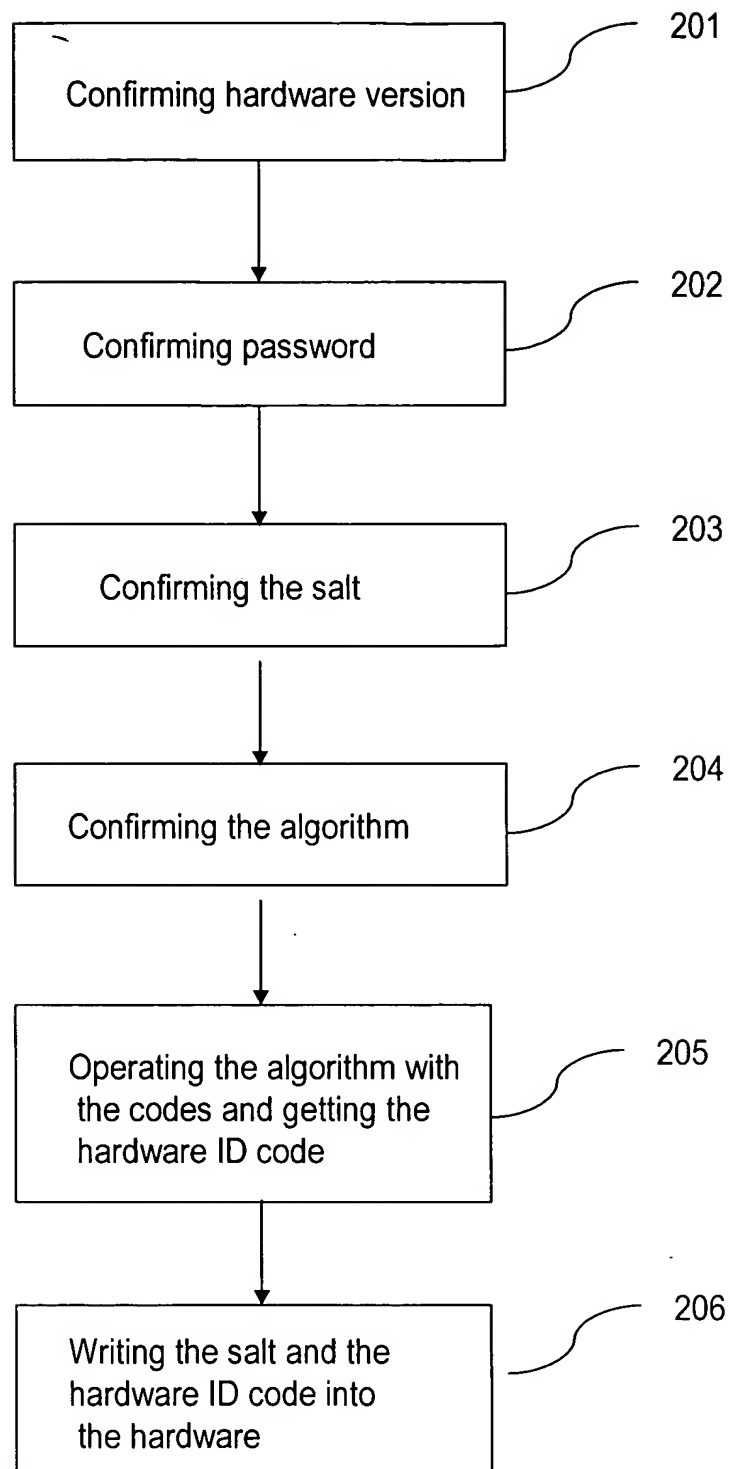 201
Confirming hardware version
202
Confirming password
203
Confirming the salt
204
Confirming the algorithm
205
Operating the algorithm with
the codes and getting the
hardware ID code
206
Writing the salt and the
hardware ID code into
the hardware